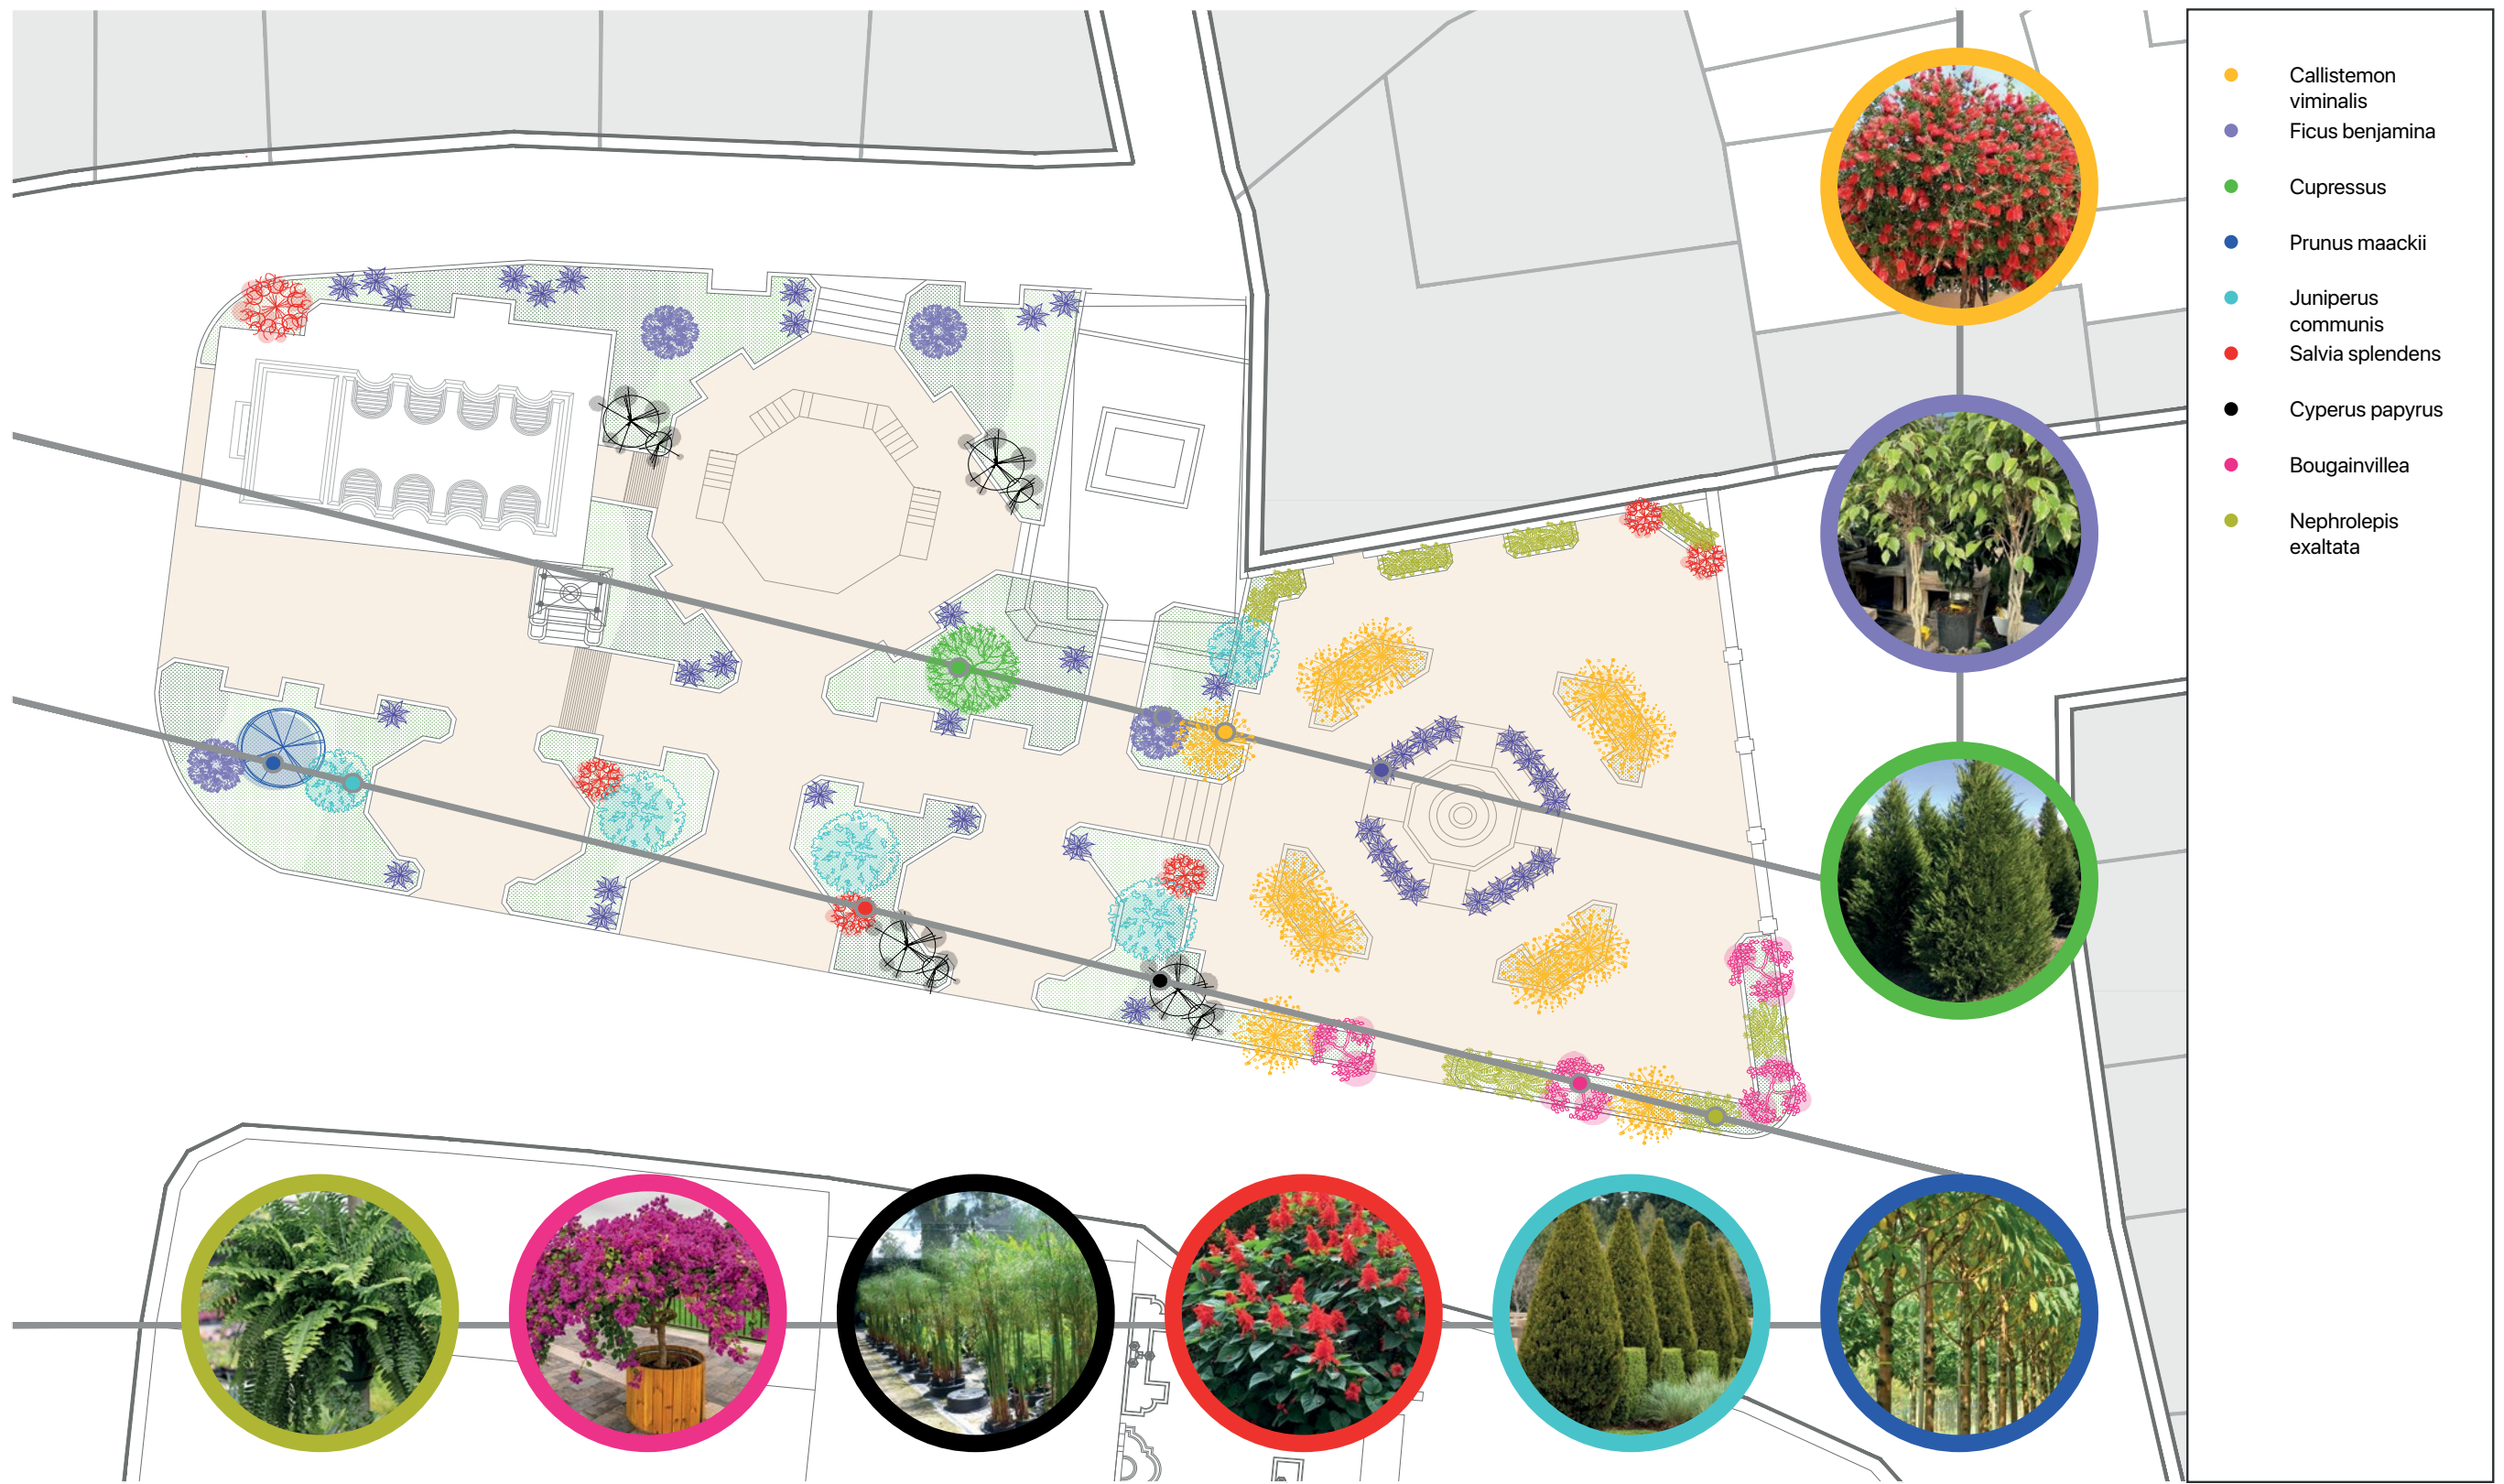 Callistemon
viminalis
Ficus benjamina
Cupressus
Prunus maackii
Juniperus
communis
Salvia splendens
Cyperus papyrus
Bougainvillea
Nephrolepis
exaltata